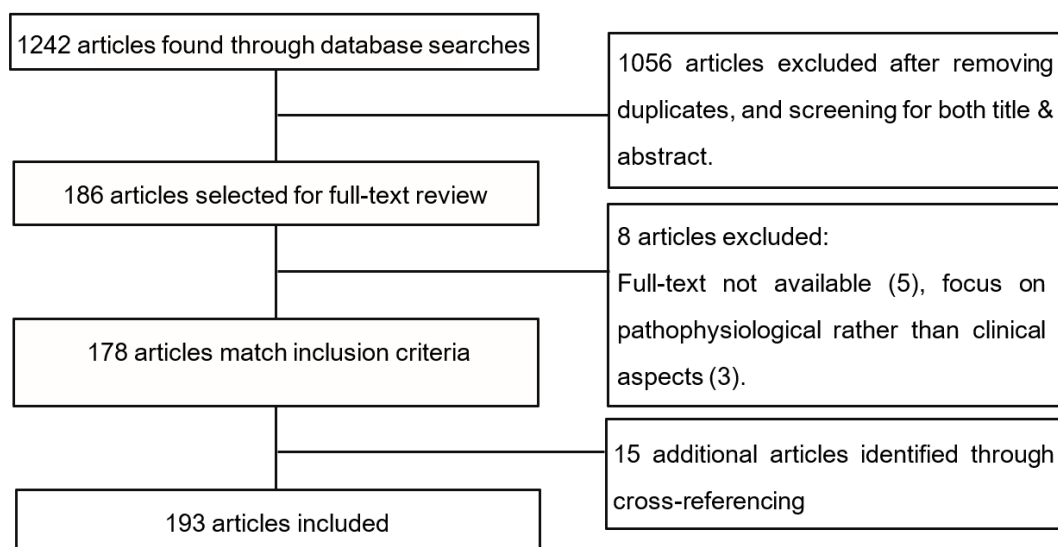 1242 articles found through database searches
1056 articles excluded after removing
duplicates, and screening for both title &
abstract.
186 articles selected for full-text review
8 articles excluded:
Full-text not available (5), focus on
pathophysiological rather than clinical
aspects (3).
178 articles match inclusion criteria
15 additional articles identified through
cross-referencing
193 articles included